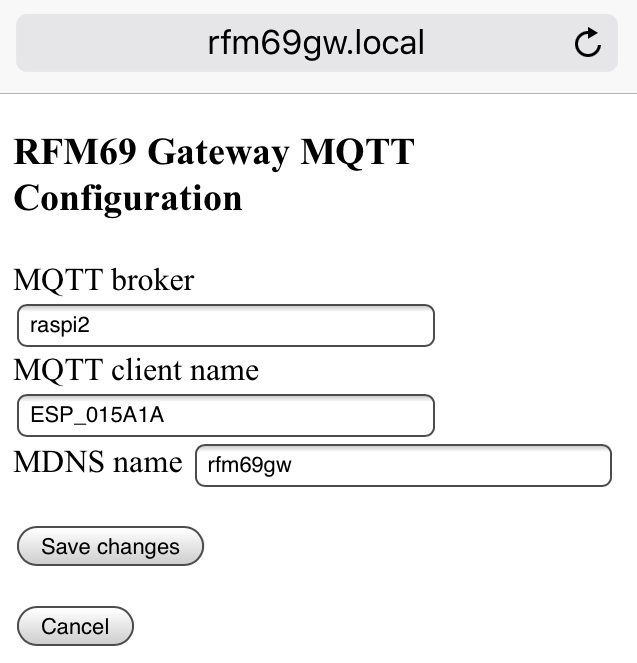 rfm69gw.local
RFM69 Gateway MQTT
Configuration
MQTT broker
raspi2
MQTT client name
ESP_015A1A
MDNS name rfm69gw
Save changes
Cancel